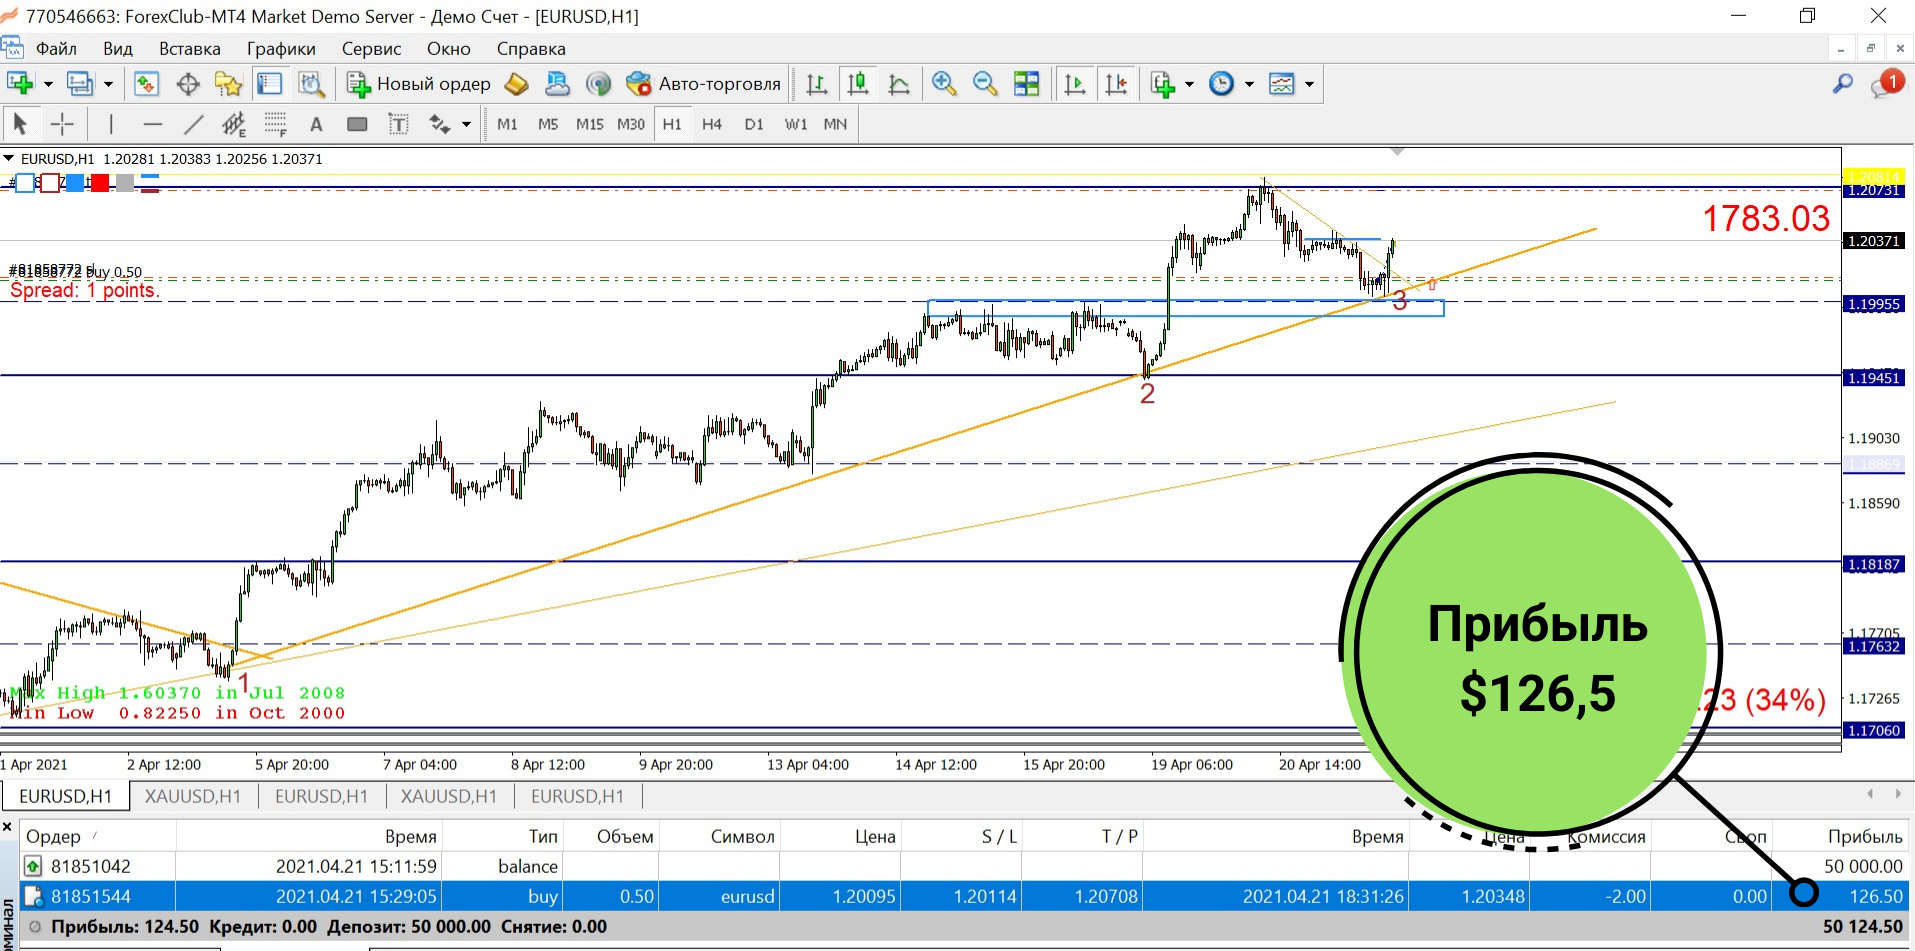 770546663: ForexClub-MT4 Market Demo Server - Демо Счет - [EURUSD,H1]
Файл Вид Вставка Графики Сервис Окно Справка
Новый ордер Авто-торговля 1
A T E F M1 M5 M15 M30 H1 H4 D1 W1 MN
EURUSD,H1 1.20281 1.20383 1.20256 1.20371
1.20814
1.20731
1783.03
1.20371
#81858772 buy 0.50
Spread: 1 points.
3
1.19955
1.19451
2
1.19030
1.18869
1.18590
1.18187
Прибыль
$126,5
1.17705
1.17632
1
Max High 1.60370 in Jul 2008
Min Low 0.82250 in Oct 2000
.23 (34%)
1.17265
1.17060
1 Apr 2021 2 Apr 12:00 5 Apr 20:00 7 Apr 04:00 8 Apr 12:00 9 Apr 20:00 13 Apr 04:00 14 Apr 12:00 15 Apr 20:00 19 Apr 06:00 20 Apr 14:00
EURUSD,H1 XAUUSD,H1 EURUSD,H1 XAUUSD,H1 EURUSD,H1
Ордер / Время Тип Объем Символ Цена S / L T / P Время Цена Комиссия Своп Прибыль
81851042 2021.04.21 15:11:59 balance 50 000.00
81851544 2021.04.21 15:29:05 buy 0.50 eurusd 1.20095 1.20114 1.20708 2021.04.21 18:31:26 1.20348 -2.00 0.00 126.50
Прибыль: 124.50 Кредит: 0.00 Депозит: 50 000.00 Снятие: 0.00 50 124.50